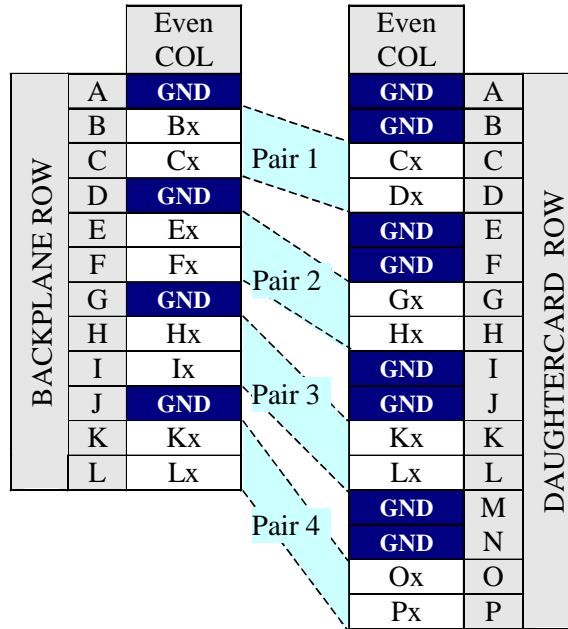 Even COL Even COL
A GND GND A
B Bx GND B
C Cx Pair 1 Cx C
D GND Dx D
E Ex GND E
F Fx Pair 2 GND F
G GND Gx G
H Hx Hx H
I Ix GND I
J GND Pair 3 GND J
K Kx Kx K
L Lx Lx L
GND M
Pair 4 GND N
Ox O
Px P
BACKPLANE ROW
DAUGHTERCARD ROW